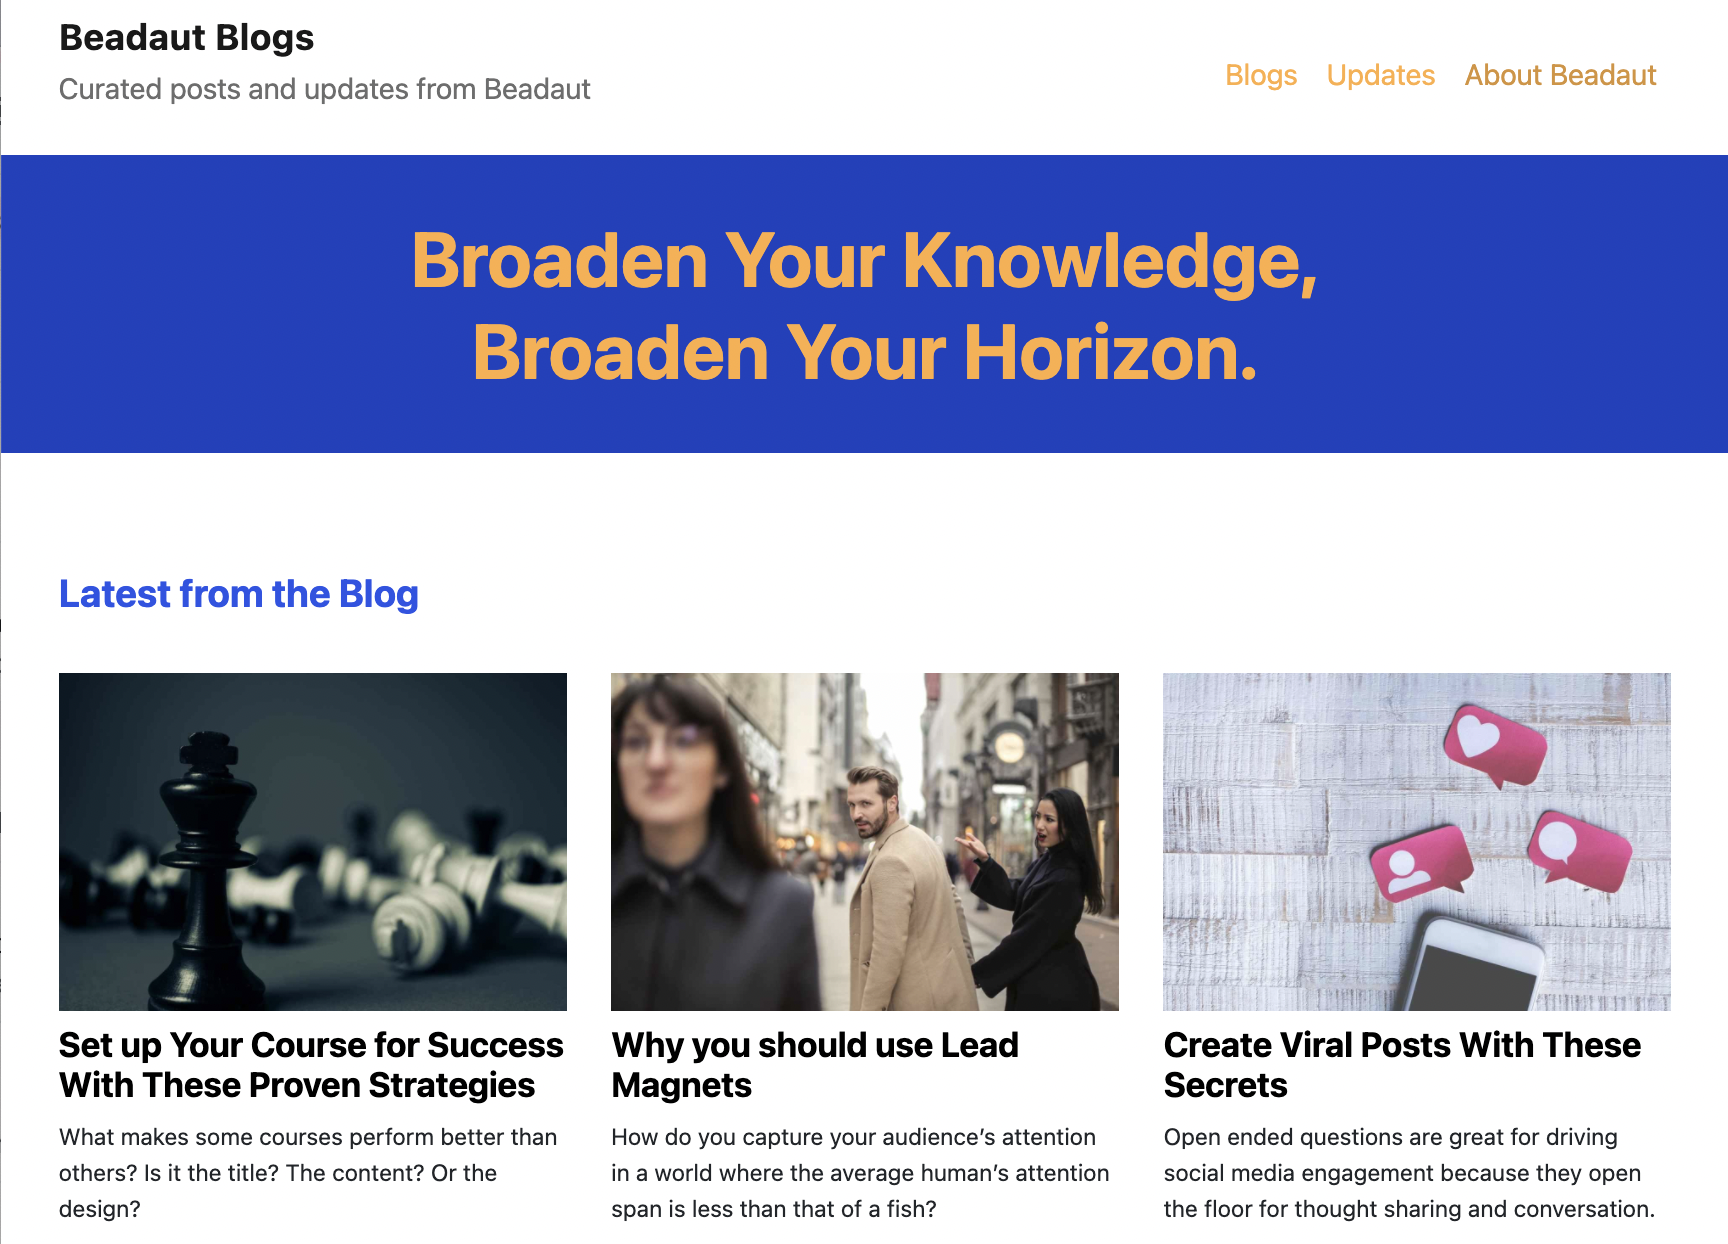 Beadaut Blogs
Curated posts and updates from Beadaut
Blogs Updates About Beadaut
Broaden Your Knowledge,
Broaden Your Horizon.
Latest from the Blog
Set up Your Course for Success
With These Proven Strategies
What makes some courses perform better than
others? Is it the title? The content? Or the
design?
Why you should use Lead
Magnets
How do you capture your audience’s attention
in a world where the average human’s attention
span is less than that of a fish?
Create Viral Posts With These
Secrets
Open ended questions are great for driving
social media engagement because they open
the floor for thought sharing and conversation.